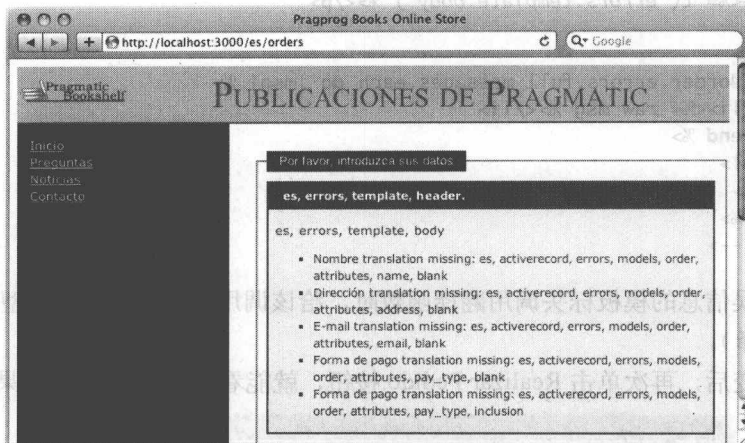 Pragprog Books Online Store
http://localhost:3000/es/orders
Google
Pragmatic
Bookshelf
PUBLICACIONES DE PRAGMATIC
Inicio
Preguntas
Noticias
Contacto
Por favor, introduzca sus datos
es, errors, template, header.
es, errors, template, body
Nombre translation missing: es, activerecord, errors, models, order,
attributes, name, blank
Dirección translation missing: es, activerecord, errors, models, order,
attributes, address, blank
E-mail translation missing: es, activerecord, errors, models, order,
attributes, email, blank
Forma de pago translation missing: es, activerecord, errors, models,
order, attributes, pay_type, blank
Forma de pago translation missing: es, activerecord, errors, models,
order, attributes, pay_type, inclusion